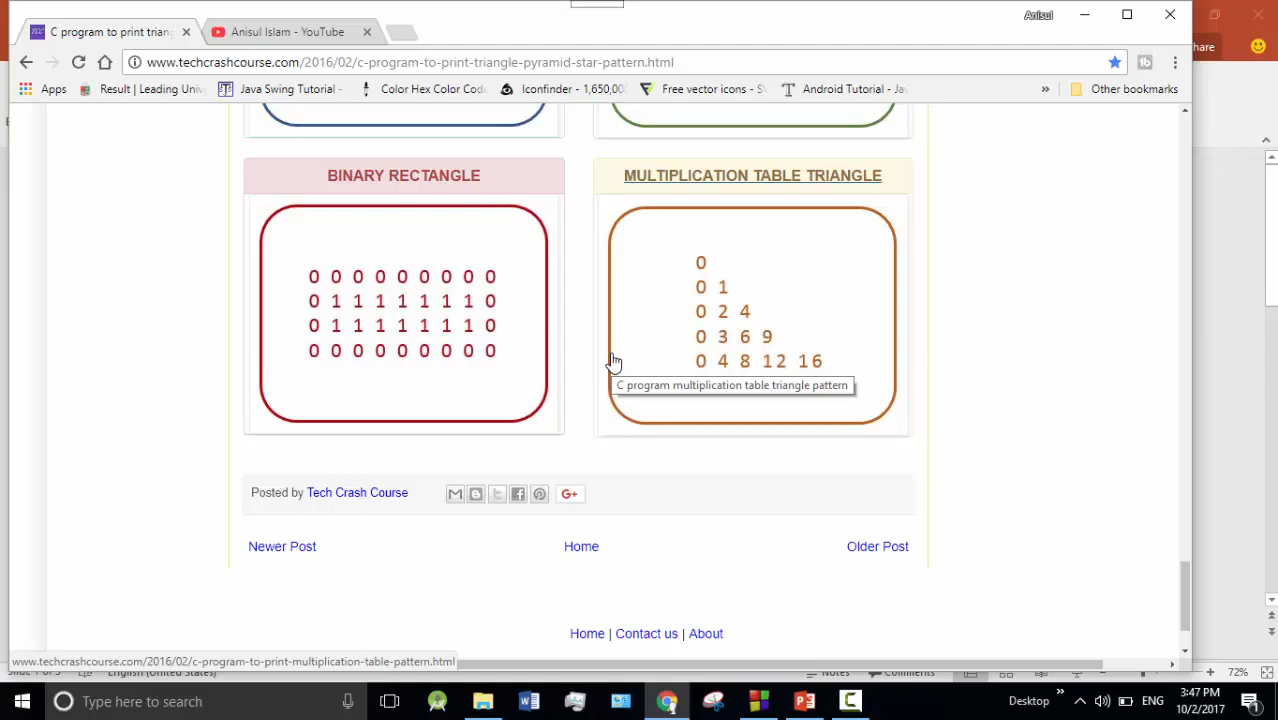 Anisul
C program to print triang
Anisul Islam - YouTube
www.techcrashcourse.com/2016/02/c-program-to-print-triangle-pyramid-star-pattern.html
hare
Apps
Result | Leading Univ
Java Swing Tutorial -
Color Hex Color Code
Iconfinder - 1,650,000
Free vector icons - SV
Android Tutorial - Jav
»
Other bookmarks
BINARY RECTANGLE
0 0 0 0 0 0 0 0 0
0 1 1 1 1 1 1 1 0
0 1 1 1 1 1 1 1 0
0 0 0 0 0 0 0 0 0
MULTIPLICATION TABLE TRIANGLE
0
0 1
0 2 4
0 3 6 9
0 4 8 12 16
C program multiplication table triangle pattern
Posted by Tech Crash Course
Newer Post
Home
Older Post
Home | Contact us | About
www.techcrashcourse.com/2016/02/c-program-to-print-multiplication-table-pattern.html
English (United States)
Notes
Comments
72%
Type here to search
Desktop
»
ENG
3:47 PM
10/2/2017